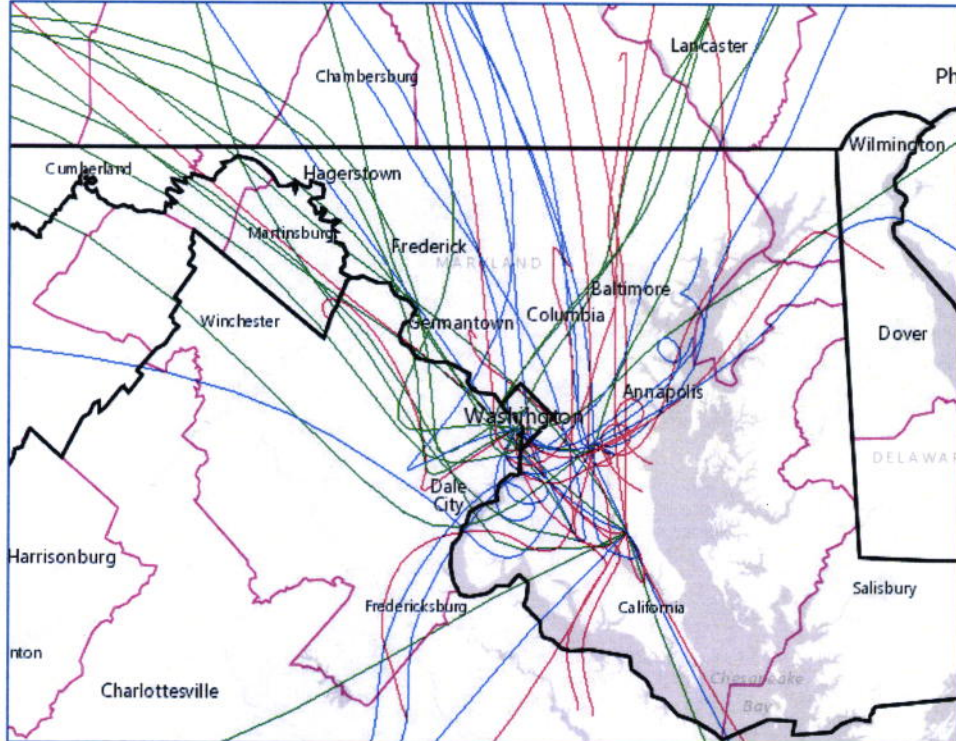 Lancaster
Chambersburg
Ph
Wilmington
Cumberland
Hagerstown
Martinsburg
Frederick
MARYLAND
Baltimore
Winchester
Germantown
Columbia
Dover
Annapolis
Washington
DELAWAR
Dale
City
Harrisonburg
Salisbury
Fredericksburg
California
nton
Charlottesville
Chesapeake
Bay